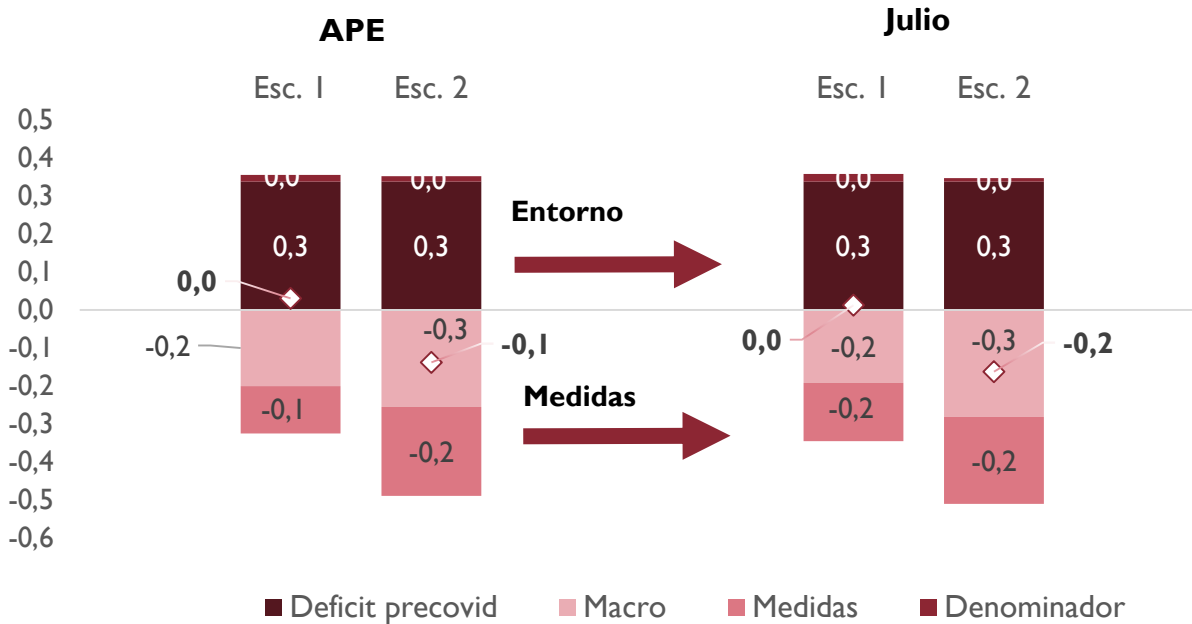 APE
Julio
Esc. 1
Esc. 2
Esc. 1
Esc. 2
0,5
0,4
0,3
0,2
0,1
0,0
-0,1
-0,2
-0,3
-0,4
-0,5
-0,6
0,0
0,3
0,0
-0,2
-0,1
0,0
0,3
-0,3
-0,1
-0,2
Entorno
Medidas
0,0
0,3
0,0
-0,2
-0,2
0,0
0,3
-0,3
-0,2
-0,2
Deficit precovid
Macro
Medidas
Denominador